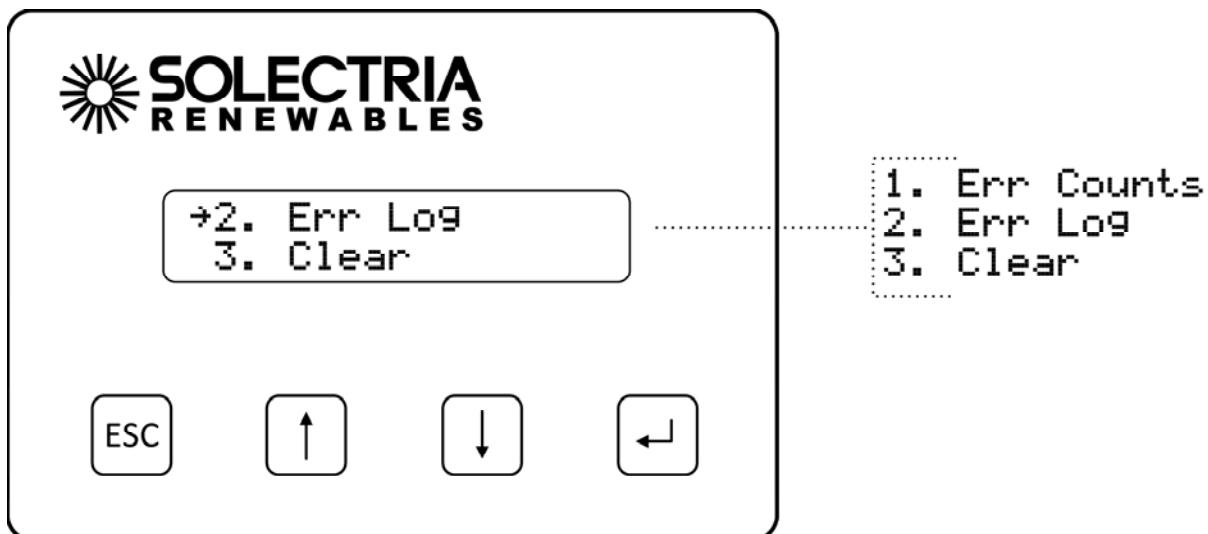 SOLECTRIA
RENEWABLES
→2. Err Log
3. Clear
1. Err Counts
2. Err Log
3. Clear
ESC ↑ ↓ ↵